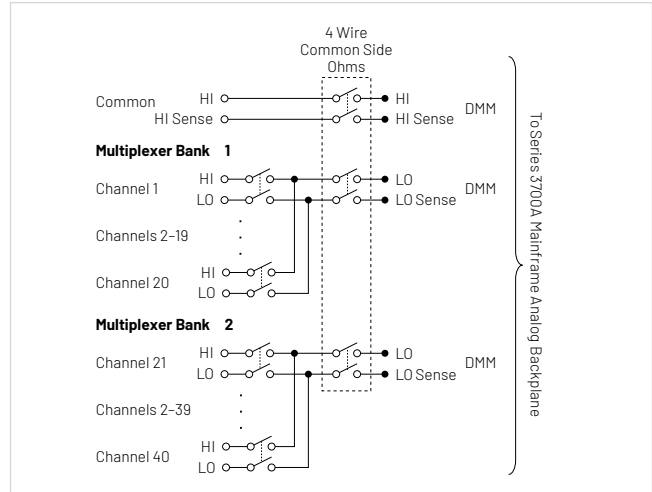 4 Wire
Common Side
Ohms
Common HI HI DMM
HI Sense HI Sense
Multiplexer Bank 1
Channel 1 HI LO DMM
LO LO Sense
Channels 2–19
Channel 20 HI
LO
Multiplexer Bank 2
Channel 21 HI LO DMM
LO LO Sense
Channels 2–39
Channel 40 HI
LO
To Series 3700A Mainframe Analog Backplane